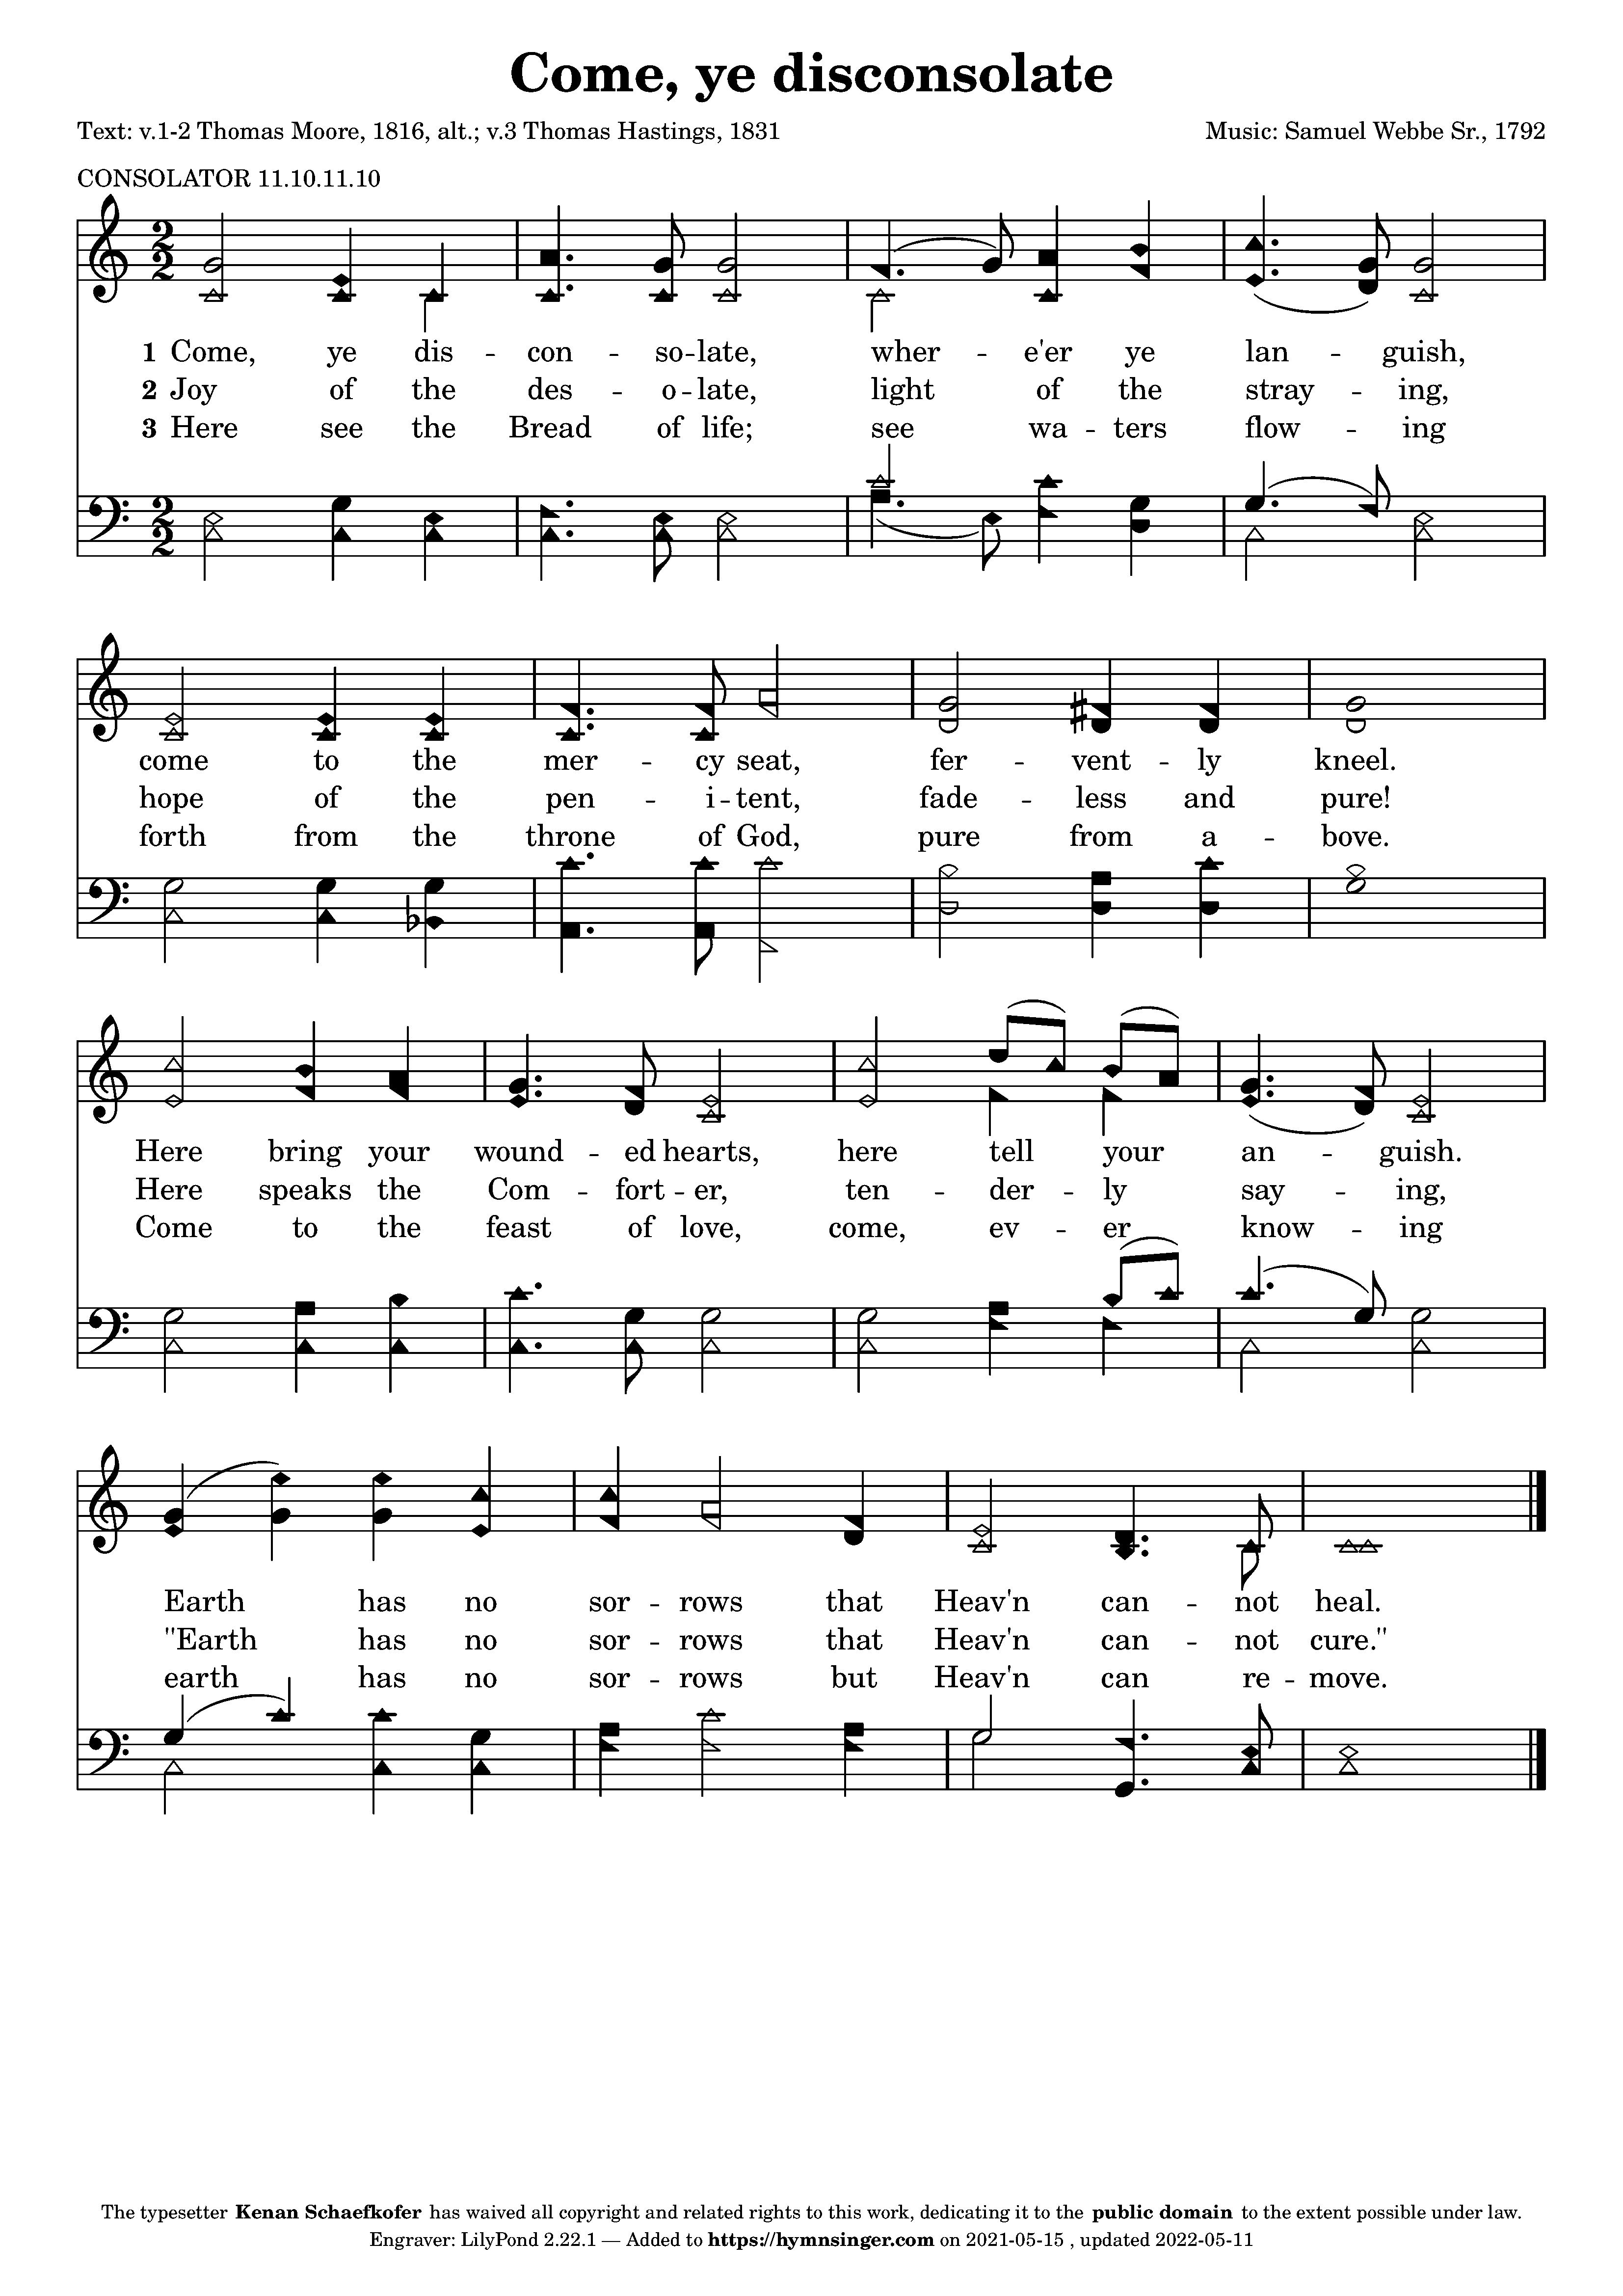 Come, ye disconsolate
Text: v.1-2 Thomas Moore, 1816, alt.; v.3 Thomas Hastings, 1831 Music: Samuel Webbe Sr., 1792
CONSOLATOR 11.10.11.10
1 Come, ye dis - con - so - late, wher - e'er ye lan - guish,
2 Joy of the des - o - late, light of the stray - ing,
3 Here see the Bread of life; see wa - ters flow - ing
come to the mer - cy seat, fer - vent - ly kneel.
hope of the pen - i - tent, fade - less and pure!
forth from the throne of God, pure from a - bove.
Here bring your wound - ed hearts, here tell your an - guish.
Here speaks the Com - fort - er, ten - der - ly say - ing,
Come to the feast of love, come, ev - er know - ing
Earth has no sor - rows that Heav'n can - not heal.
"Earth has no sor - rows that Heav'n can - not cure."
earth has no sor - rows but Heav'n can re - move.
The typesetter Kenan Schaefkofer has waived all copyright and related rights to this work, dedicating it to the public domain to the extent possible under law.
Engraver: LilyPond 2.22.1 — Added to https://hymnsinger.com on 2021-05-15 , updated 2022-05-11